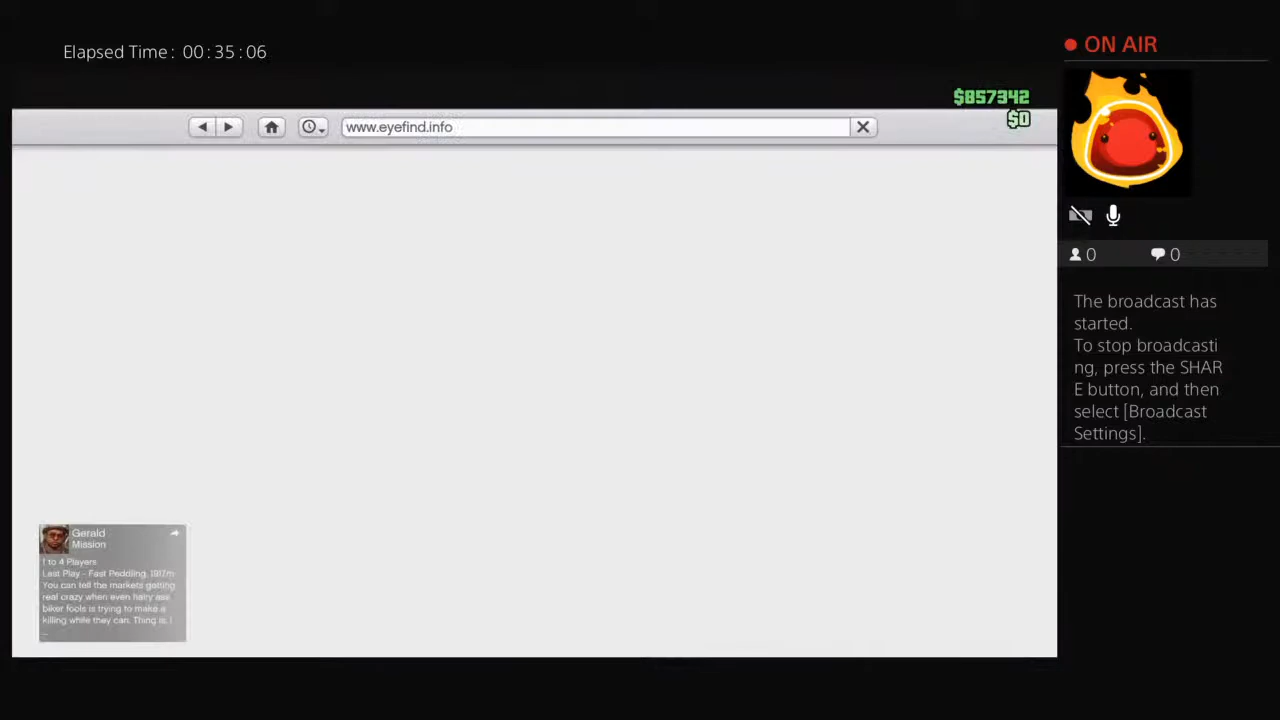 Elapsed Time: 00:35:06
ON AIR
$857342
$0
www.eyefind.info
0
0
The broadcast has
started.
To stop broadcasti
ng, press the SHAR
E button, and then
select [Broadcast
Settings].
Gerald
Mission
1 to 4 Players
Last Play - Fast Peddling. 1917m
You can tell the markets getting
real crazy when even hairy ass
biker fools is trying to make a
killing while they can. Thing is, I
...